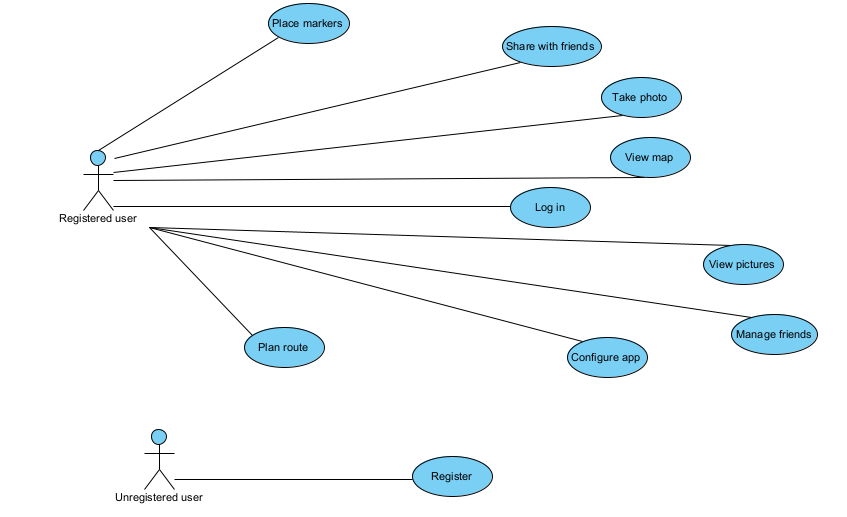 Place markers
Share with friends
Take photo
View map
Log in
Registered user
View pictures
Manage friends
Plan route
Configure app
Register
Unregistered user